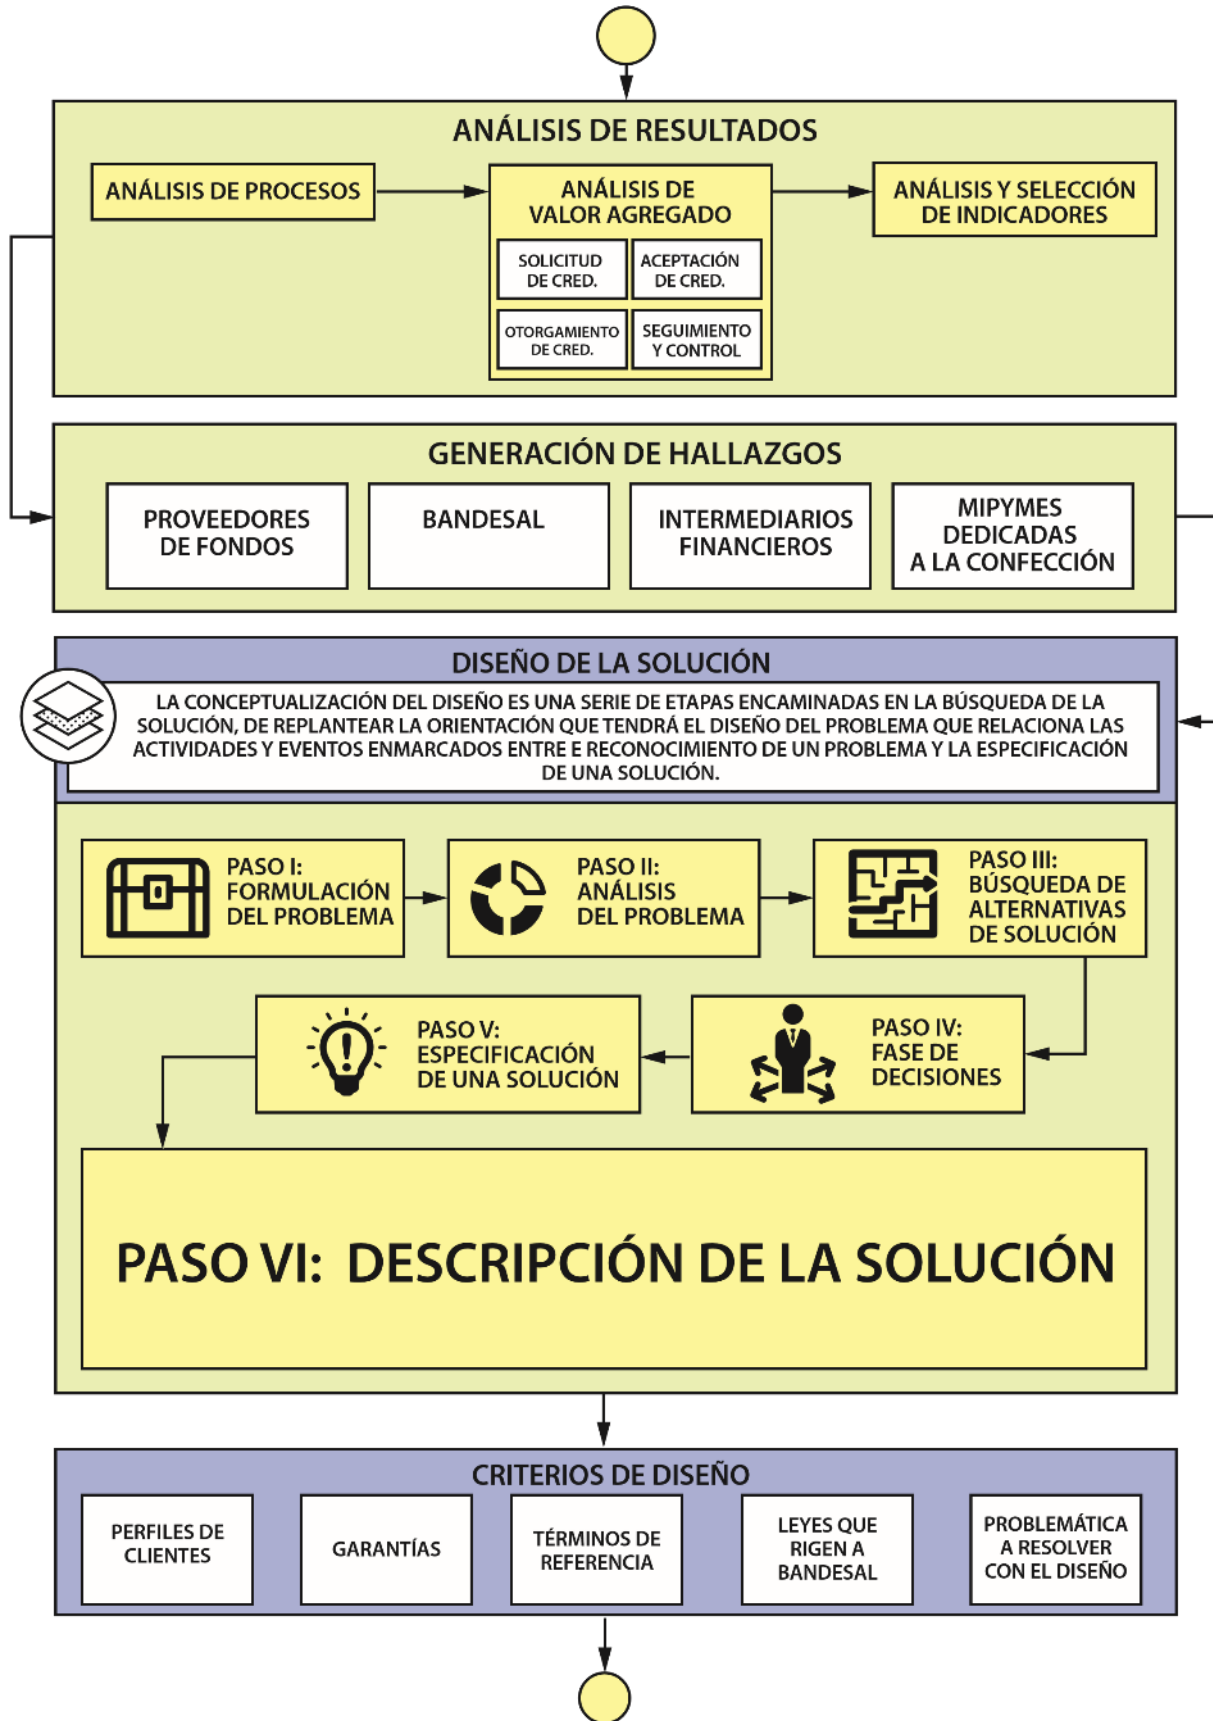 ANÁLISIS DE RESULTADOS
ANÁLISIS DE PROCESOS
ANÁLISIS DE
VALOR AGREGADO
SOLICITUD
DE CRED.
ACEPTACIÓN
DE CRED.
OTORGAMIENTO
DE CRED.
SEGUIMIENTO
Y CONTROL
ANÁLISIS Y SELECCIÓN
DE INDICADORES
GENERACIÓN DE HALLAZGOS
PROVEEDORES
DE FONDOS
BANDESAL
INTERMEDIARIOS
FINANCIEROS
MIPYMES
DEDICADAS
A LA CONFECCIÓN
DISEÑO DE LA SOLUCIÓN
LA CONCEPTUALIZACIÓN DEL DISEÑO ES UNA SERIE DE ETAPAS ENCAMINADAS EN LA BÚSQUEDA DE LA
SOLUCIÓN, DE REPLANTEAR LA ORIENTACIÓN QUE TENDRÁ EL DISEÑO DEL PROBLEMA QUE RELACIONA LAS
ACTIVIDADES Y EVENTOS ENMARCADOS ENTRE E RECONOCIMIENTO DE UN PROBLEMA Y LA ESPECIFICACIÓN
DE UNA SOLUCIÓN.
PASO I:
FORMULACIÓN
DEL PROBLEMA
PASO II:
ANÁLISIS
DEL PROBLEMA
PASO III:
BÚSQUEDA DE
ALTERNATIVAS
DE SOLUCIÓN
PASO IV:
FASE DE
DECISIONES
PASO V:
ESPECIFICACIÓN
DE UNA SOLUCIÓN
PASO VI: DESCRIPCIÓN DE LA SOLUCIÓN
CRITERIOS DE DISEÑO
PERFILES DE
CLIENTES
GARANTÍAS
TÉRMINOS DE
REFERENCIA
LEYES QUE
RIGEN A
BANDESAL
PROBLEMÁTICA
A RESOLVER
CON EL DISEÑO